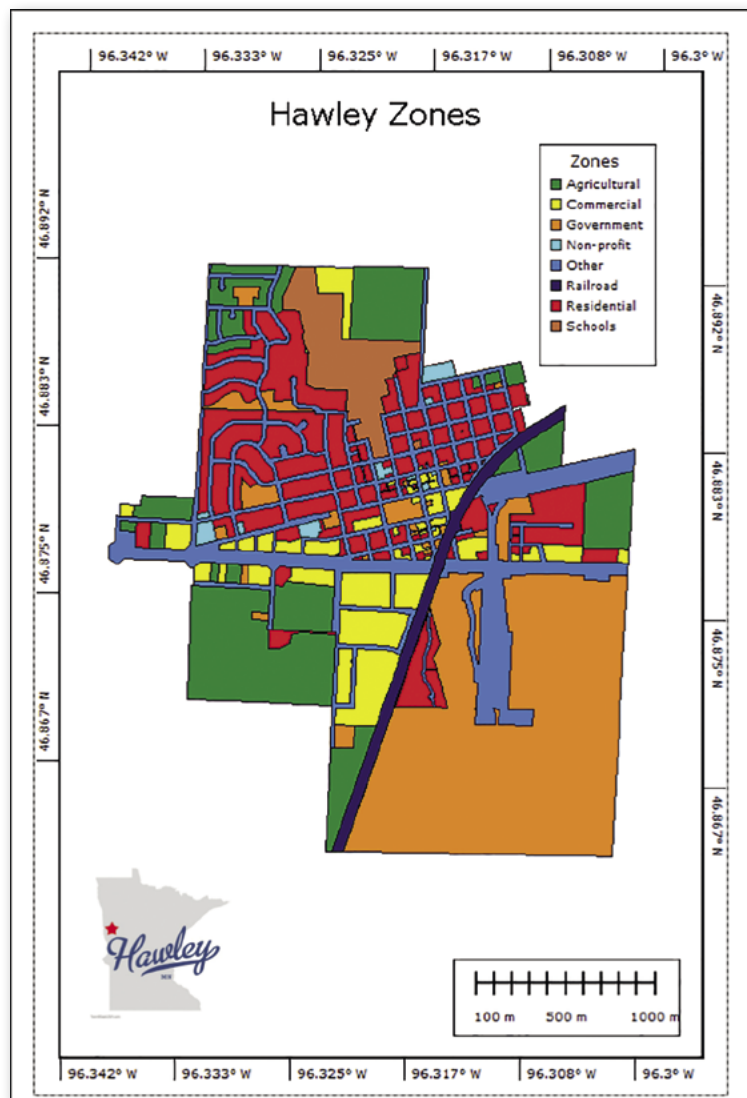 96.342° W 96.333° W 96.325° W 96.317° W 96.308° W 96.3° W
Hawley Zones
Zones
Agricultural
Commercial
Government
Non-profit
Other
Railroad
Residential
Schools
46.892° N
46.883° N
46.875° N
46.867° N
46.892° N
46.883° N
46.875° N
46.867° N
Hawley
MN
100 m 500 m 1000 m
96.342° W 96.333° W 96.325° W 96.317° W 96.308° W 96.3° W